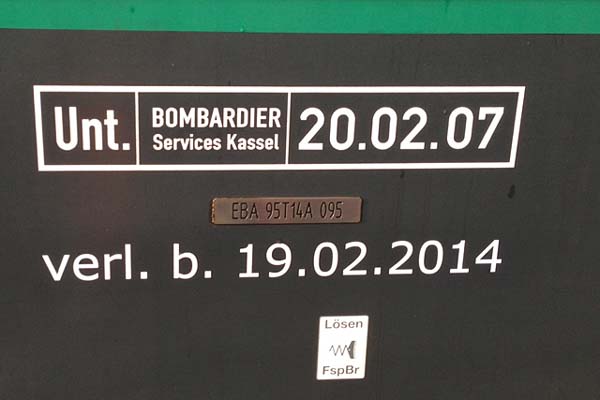 Unt.
BOMBARDIER
Services Kassel
20.02.07
EBA 95T14A 095
verl. b. 19.02.2014
Lösen
FspBr